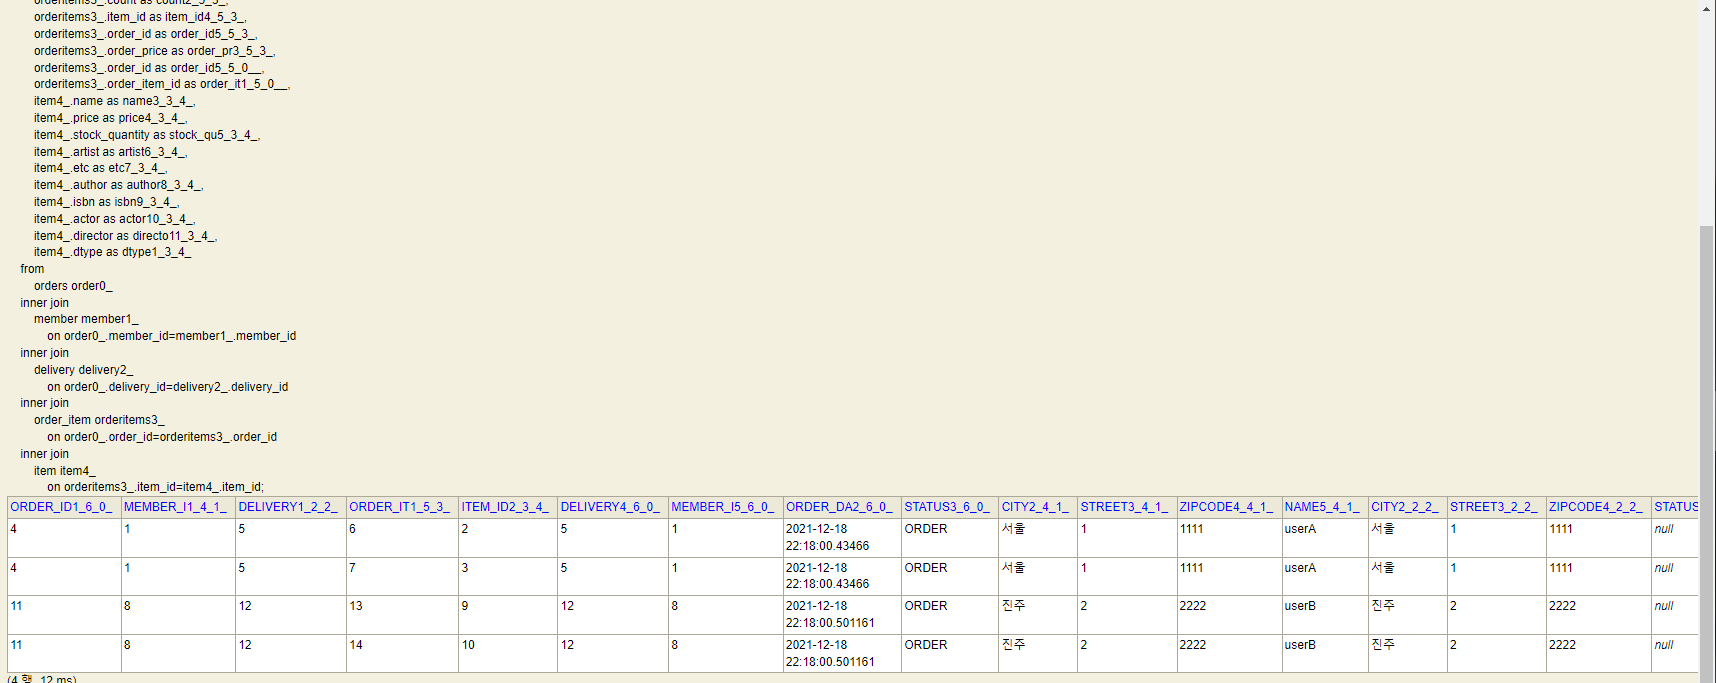 orderitems3_.count as count2_5_3_,
orderitems3_.item_id as item_id4_5_3_,
orderitems3_.order_id as order_id5_5_3_,
orderitems3_.order_price as order_pr3_5_3_,
orderitems3_.order_id as order_id5_5_0__,
orderitems3_.order_item_id as order_it1_5_0__,
item4_.name as name3_3_4_,
item4_.price as price4_3_4_,
item4_.stock_quantity as stock_qu5_3_4_,
item4_.artist as artist6_3_4_,
item4_.etc as etc7_3_4_,
item4_.author as author8_3_4_,
item4_.isbn as isbn9_3_4_,
item4_.actor as actor10_3_4_,
item4_.director as directo11_3_4_,
item4_.dtype as dtype1_3_4_
from
orders order0_
inner join
member member1_
on order0_.member_id=member1_.member_id
inner join
delivery delivery2_
on order0_.delivery_id=delivery2_.delivery_id
inner join
order_item orderitems3_
on order0_.order_id=orderitems3_.order_id
inner join
item item4_
on orderitems3_.item_id=item4_.item_id;
ORDER_ID1_6_0_ MEMBER_I1_4_1_ DELIVERY1_2_2_ ORDER_IT1_5_3_ ITEM_ID2_3_4_ DELIVERY4_6_0_ MEMBER_I5_6_0_ ORDER_DA2_6_0_ STATUS3_6_0_ CITY2_4_1_ STREET3_4_1_ ZIPCODE4_4_1_ NAME5_4_1_ CITY2_2_2_ STREET3_2_2_ ZIPCODE4_2_2_ STATUS
4 1 5 6 2 5 1 2021-12-18 ORDER 서울 1 1111 userA 서울 1 1111 null
22:18:00.43466
4 1 5 7 3 5 1 2021-12-18 ORDER 서울 1 1111 userA 서울 1 1111 null
22:18:00.43466
11 8 12 13 9 12 8 2021-12-18 ORDER 진주 2 2222 userB 진주 2 2222 null
22:18:00.501161
11 8 12 14 10 12 8 2021-12-18 ORDER 진주 2 2222 userB 진주 2 2222 null
22:18:00.501161
(4 행, 12 ms)